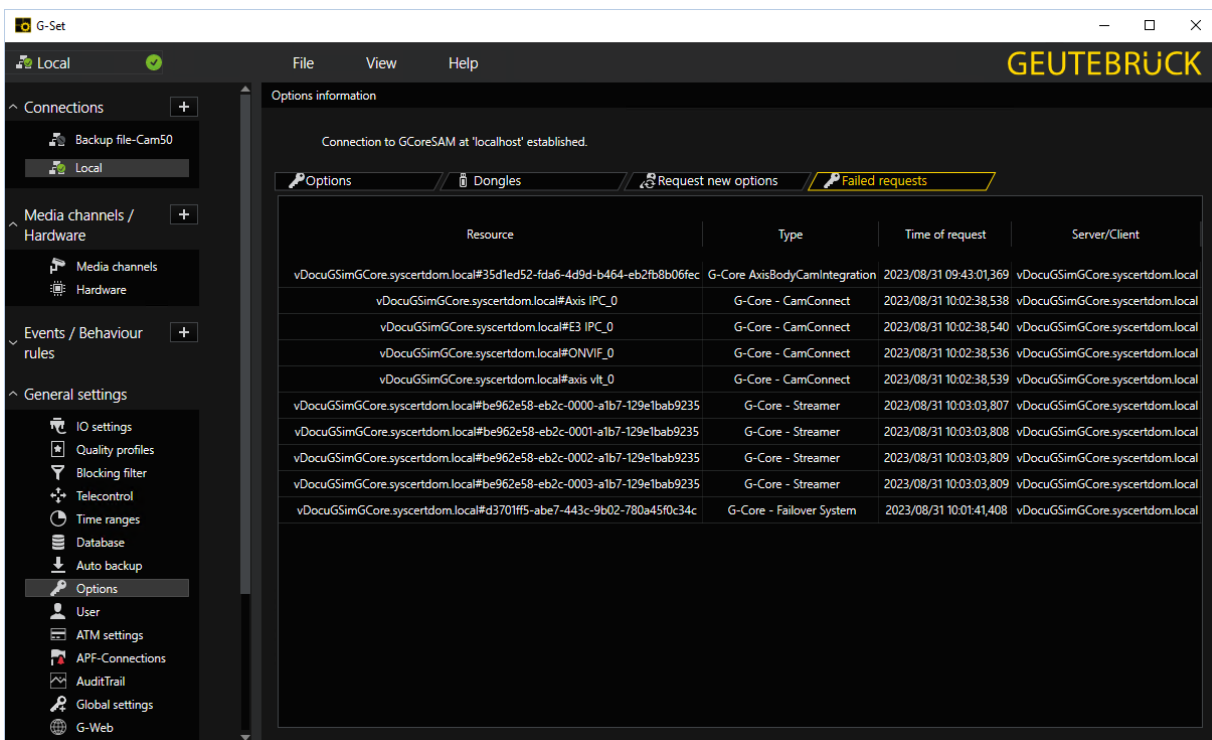 G-Set
Local
File View Help
GEUTEBRÜCK
Connections
Backup file-Cam50
Local
Media channels /
Hardware
Media channels
Hardware
Events / Behaviour
rules
General settings
IO settings
Quality profiles
Blocking filter
Telecontrol
Time ranges
Database
Auto backup
Options
User
ATM settings
APF-Connections
AuditTrail
Global settings
G-Web
Options information
Connection to GCoreSAM at 'localhost' established.
Options Dongles Request new options Failed requests
Resource Type Time of request Server/Client
vDocuGSimGCore.syscertdom.local#35d1ed52-fda6-4d9d-b464-eb2fb8b06fec G-Core AxisBodyCamIntegration 2023/08/31 09:43:01,369 vDocuGSimGCore.syscertdom.local
vDocuGSimGCore.syscertdom.local#Axis IPC_0 G-Core - CamConnect 2023/08/31 10:02:38,538 vDocuGSimGCore.syscertdom.local
vDocuGSimGCore.syscertdom.local#E3 IPC_0 G-Core - CamConnect 2023/08/31 10:02:38,540 vDocuGSimGCore.syscertdom.local
vDocuGSimGCore.syscertdom.local#ONVIF_0 G-Core - CamConnect 2023/08/31 10:02:38,536 vDocuGSimGCore.syscertdom.local
vDocuGSimGCore.syscertdom.local#axis vlt_0 G-Core - CamConnect 2023/08/31 10:02:38,539 vDocuGSimGCore.syscertdom.local
vDocuGSimGCore.syscertdom.local#be962e58-eb2c-0000-a1b7-129e1bab9235 G-Core - Streamer 2023/08/31 10:03:03,807 vDocuGSimGCore.syscertdom.local
vDocuGSimGCore.syscertdom.local#be962e58-eb2c-0001-a1b7-129e1bab9235 G-Core - Streamer 2023/08/31 10:03:03,808 vDocuGSimGCore.syscertdom.local
vDocuGSimGCore.syscertdom.local#be962e58-eb2c-0002-a1b7-129e1bab9235 G-Core - Streamer 2023/08/31 10:03:03,809 vDocuGSimGCore.syscertdom.local
vDocuGSimGCore.syscertdom.local#be962e58-eb2c-0003-a1b7-129e1bab9235 G-Core - Streamer 2023/08/31 10:03:03,809 vDocuGSimGCore.syscertdom.local
vDocuGSimGCore.syscertdom.local#d3701ff5-abe7-443c-9b02-780a45f0c34c G-Core - Failover System 2023/08/31 10:01:41,408 vDocuGSimGCore.syscertdom.local